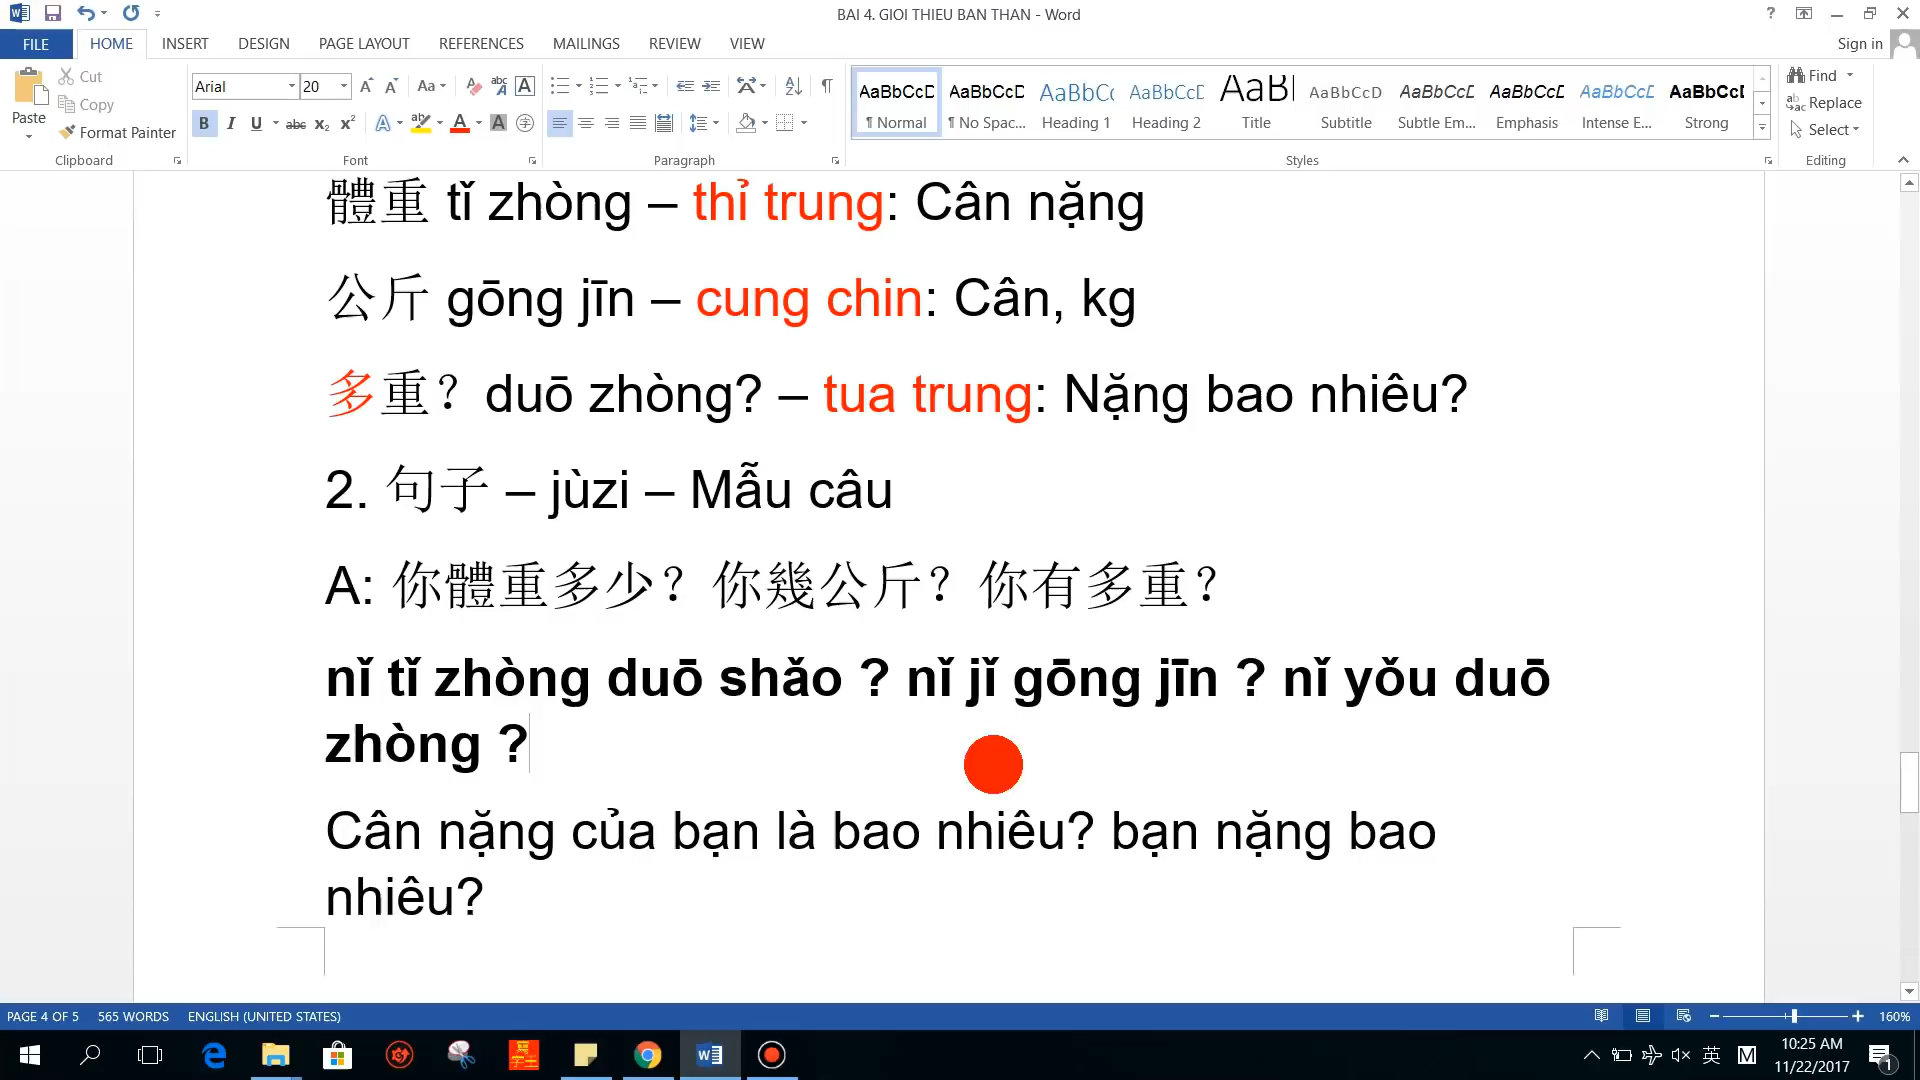 BAI 4. GIOI THIEU BAN THAN - Word
?
FILE HOME INSERT DESIGN PAGE LAYOUT REFERENCES MAILINGS REVIEW VIEW Sign in
Paste
Cut
Copy
Format Painter
Clipboard
Arial 20
Font
Paragraph
AaBbCcD AaBbCcD AaBbCc AaBbCcD AaBl AaBbCcD AaBbCcD AaBbCcD AaBbCcD AaBbCcD
¶ Normal ¶ No Spac... Heading 1 Heading 2 Title Subtitle Subtle Em... Emphasis Intense E... Strong
Styles
Find
Replace
Select
Editing
體重 tǐ zhòng – thỉ trung: Cân nặng
公斤 gōng jīn – cung chin: Cân, kg
多重？duō zhòng? – tua trung: Nặng bao nhiêu?
2. 句子 – jùzi – Mẫu câu
A: 你體重多少？你幾公斤？你有多重？
nǐ tǐ zhòng duō shǎo ? nǐ jǐ gōng jīn ? nǐ yǒu duō
zhòng ?
Cân nặng của bạn là bao nhiêu? bạn nặng bao
nhiêu?
PAGE 4 OF 5 565 WORDS ENGLISH (UNITED STATES) 160%
英 M 10:25 AM
11/22/2017 1